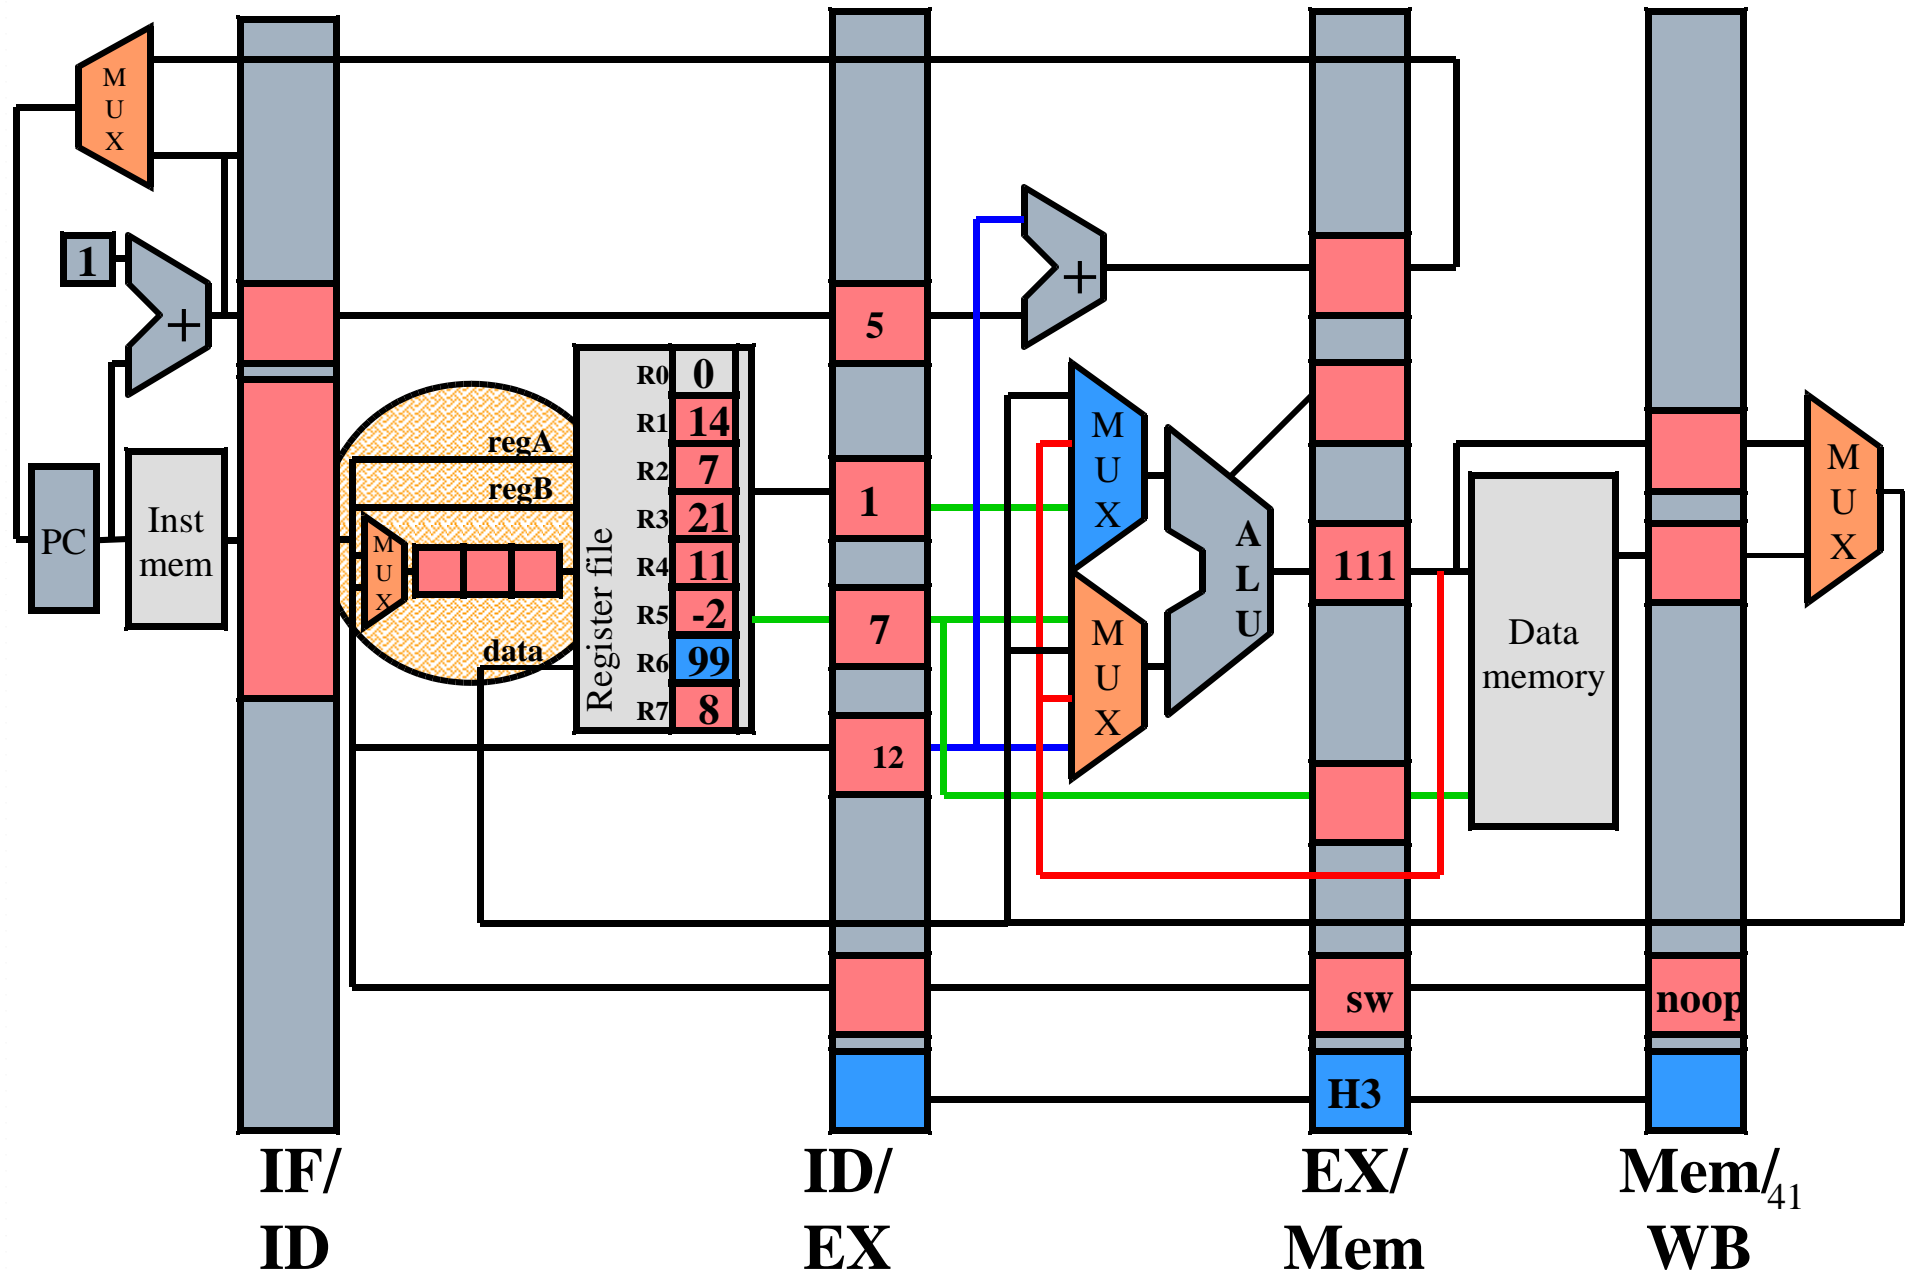 M
U
X
1
+
PC
Inst
mem
regA
regB
M
U
X
data
Register file
R0 0
R1 14
R2 7
R3 21
R4 11
R5 -2
R6 99
R7 8
5
1
7
12
+
M
U
X
M
U
X
A
L
U
111
sw
H3
Data
memory
noop
M
U
X
IF/
ID
ID/
EX
EX/
Mem
Mem/
WB
41